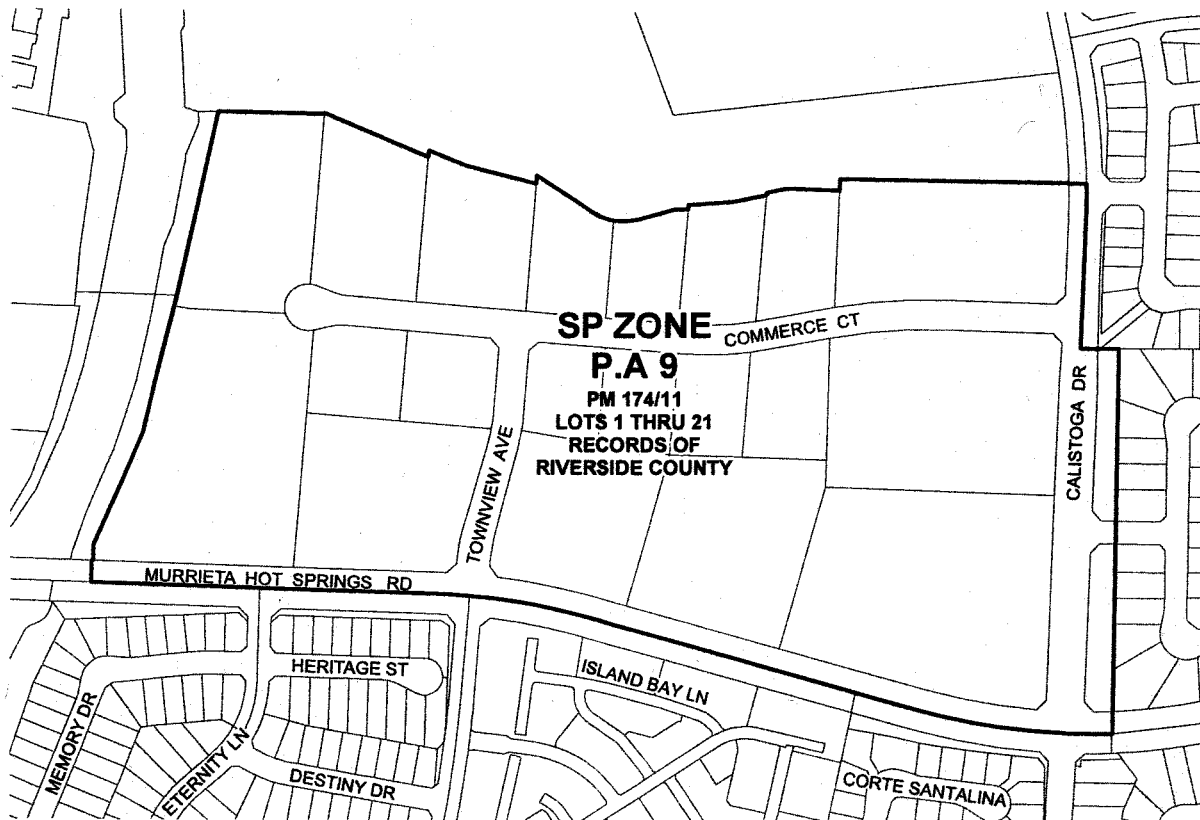 SP ZONE
P.A 9
PM 174/11
LOTS 1 THRU 21
RECORDS OF
RIVERSIDE COUNTY
COMMERCE CT
CALISTOGA DR
TOWNVIEW AVE
MURRIETA HOT SPRINGS RD
HERITAGE ST
ISLAND BAY LN
MEMORY DR
ETERNITY LN
DESTINY DR
CORTE SANTALINA